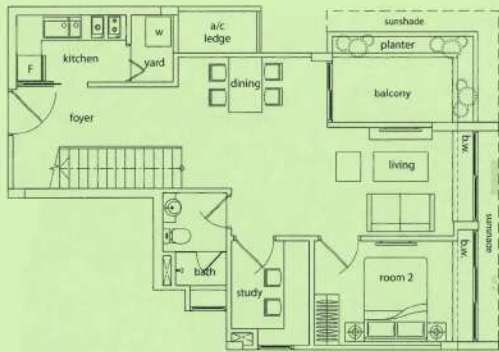 sunshade
a/c
ledge
planter
w
kitchen
yard
F
dining
balcony
foyer
living
b.w.
sunshade
b.w.
bath
study
room 2